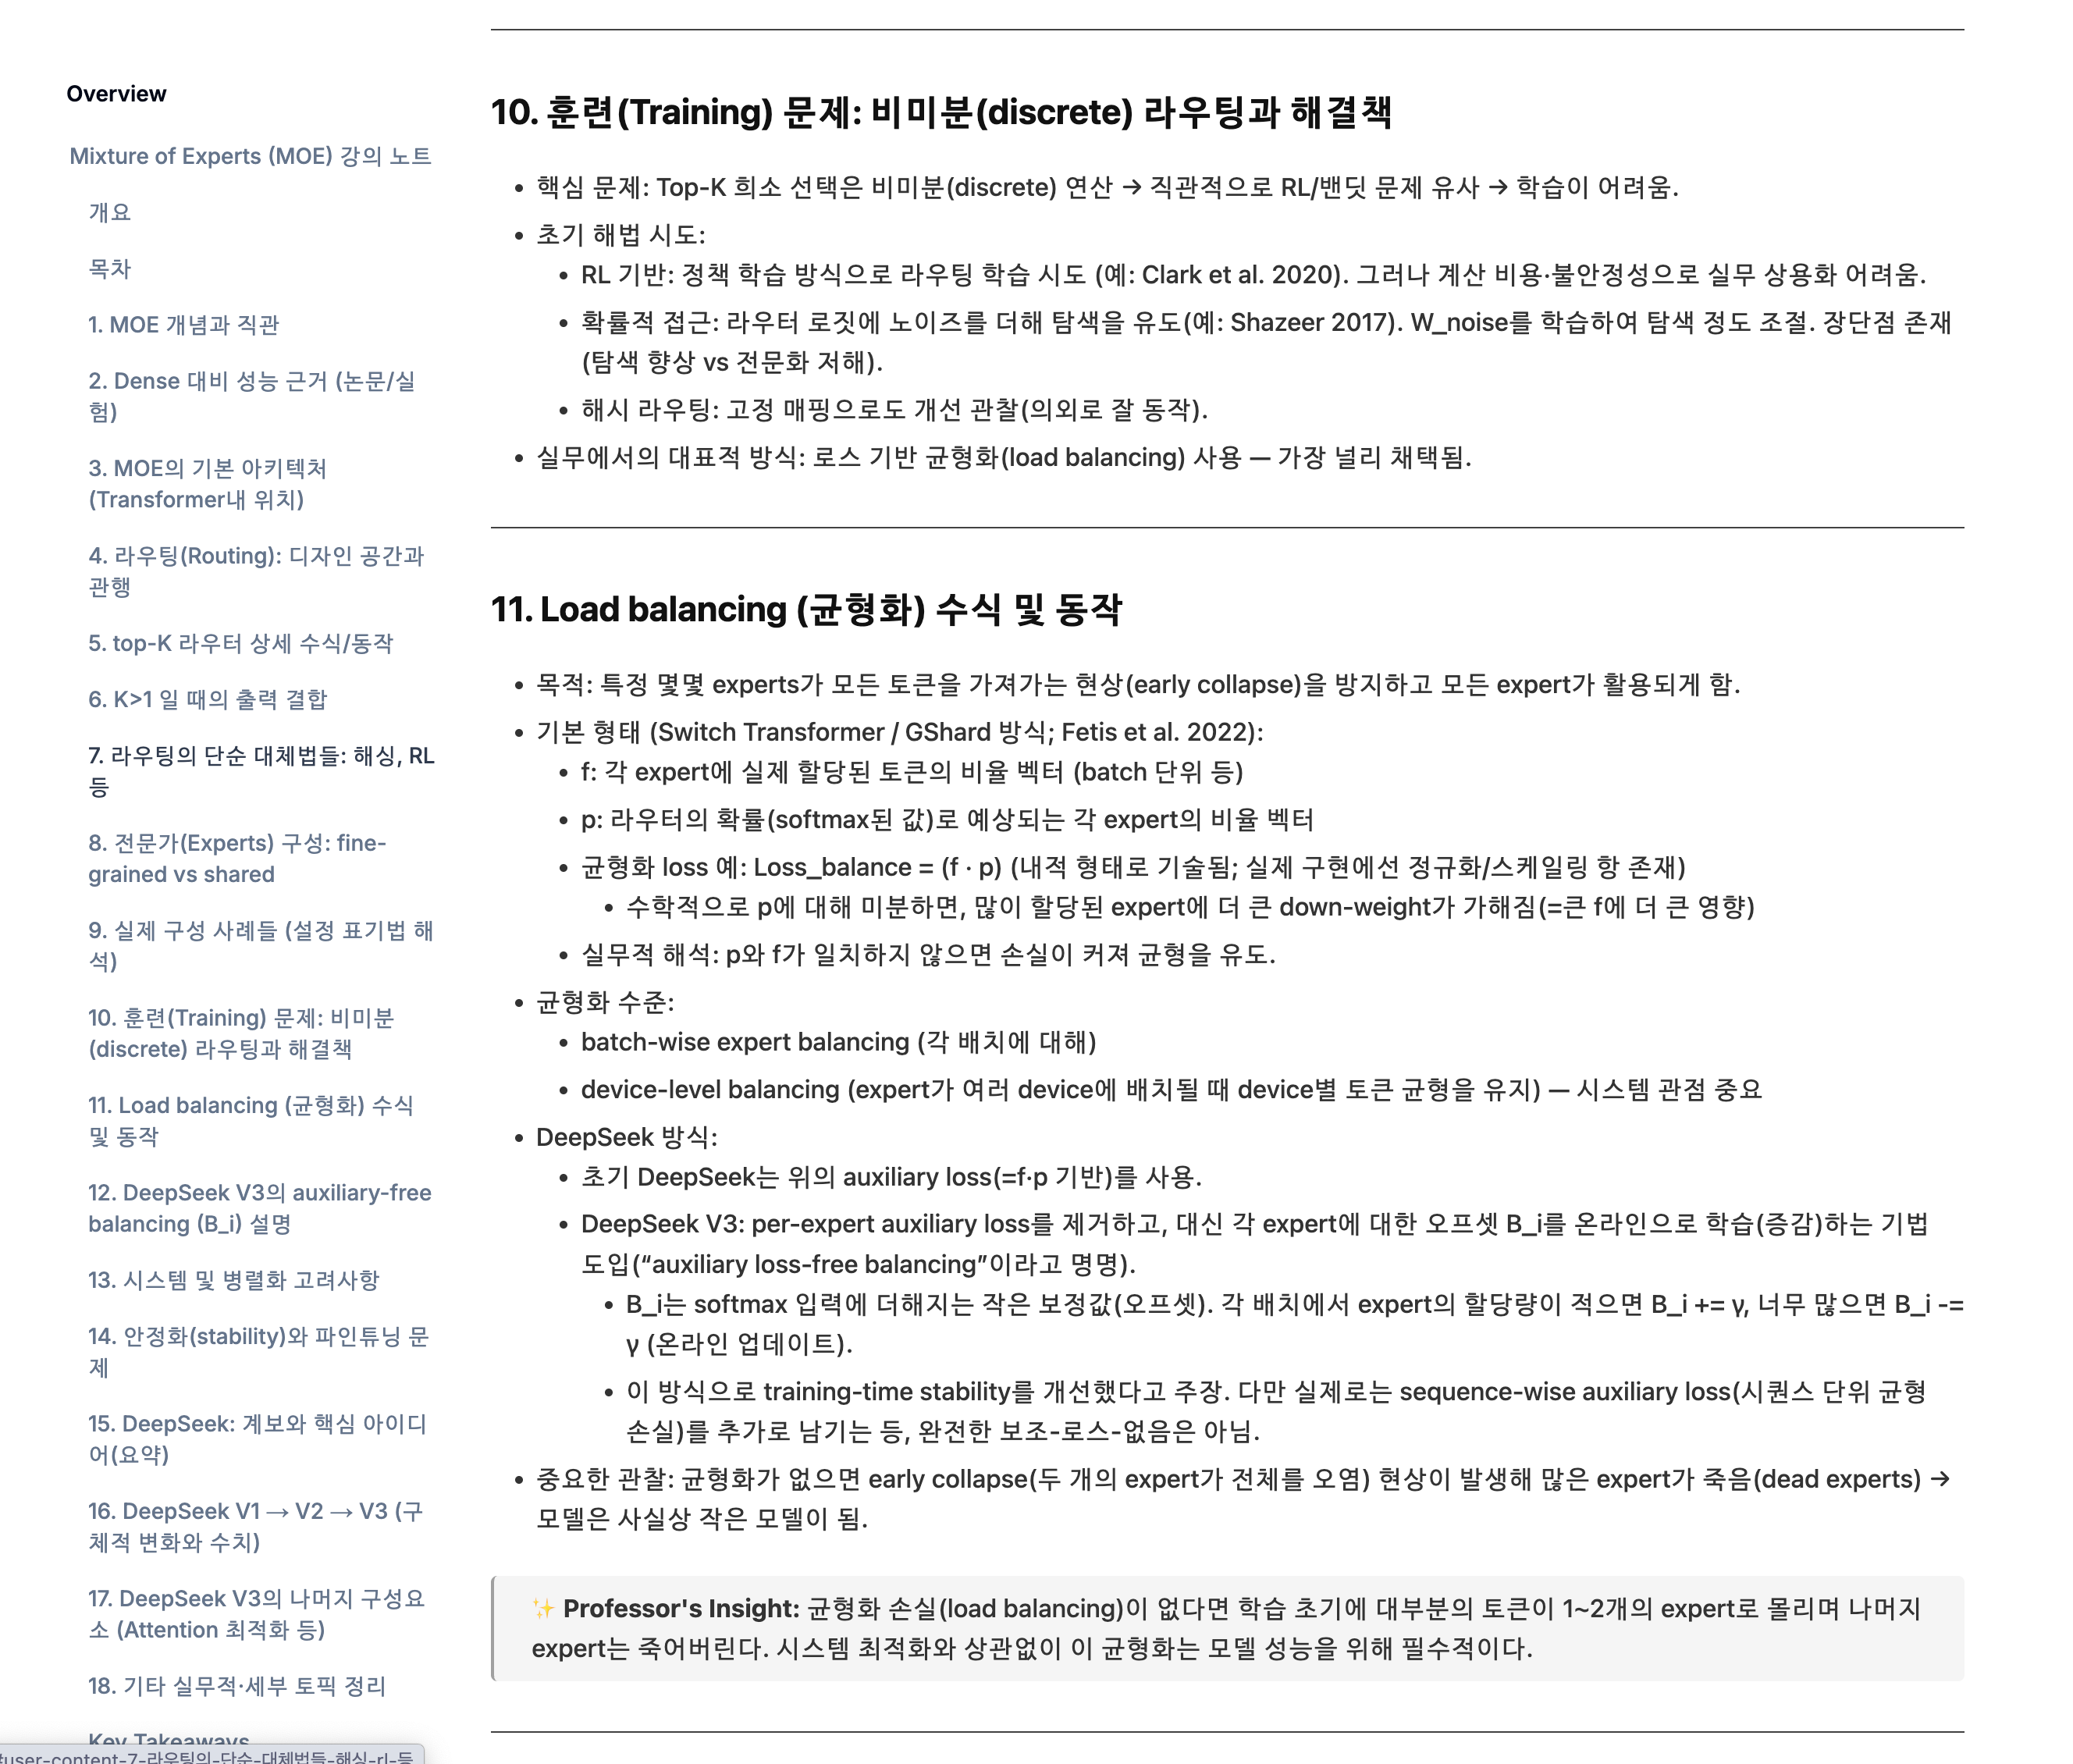 Overview
Mixture of Experts (MOE) 강의 노트
개요
목차
1. MOE 개념과 직관
2. Dense 대비 성능 근거 (논문/실
험)
3. MOE의 기본 아키텍처
(Transformer내 위치)
4. 라우팅(Routing): 디자인 공간과
관행
5. top-K 라우터 상세 수식/동작
6. K>1 일 때의 출력 결합
7. 라우팅의 단순 대체법들: 해싱, RL
등
8. 전문가(Experts) 구성: fine-
grained vs shared
9. 실제 구성 사례들 (설정 표기법 해
석)
10. 훈련(Training) 문제: 비미분
(discrete) 라우팅과 해결책
11. Load balancing (균형화) 수식
및 동작
12. DeepSeek V3의 auxiliary-free
balancing (B_i) 설명
13. 시스템 및 병렬화 고려사항
14. 안정화(stability)와 파인튜닝 문
제
15. DeepSeek: 계보와 핵심 아이디
어(요약)
16. DeepSeek V1 → V2 → V3 (구
체적 변화와 수치)
17. DeepSeek V3의 나머지 구성요
소 (Attention 최적화 등)
18. 기타 실무적·세부 토픽 정리
Key Takeaways
#user-content-7-라우팅의-단순-대체법들-해싱-rl-등
10. 훈련(Training) 문제: 비미분(discrete) 라우팅과 해결책
• 핵심 문제: Top-K 희소 선택은 비미분(discrete) 연산 → 직관적으로 RL/밴딧 문제 유사 → 학습이 어려움.
• 초기 해법 시도:
• RL 기반: 정책 학습 방식으로 라우팅 학습 시도 (예: Clark et al. 2020). 그러나 계산 비용·불안정성으로 실무 상용화 어려움.
• 확률적 접근: 라우터 로짓에 노이즈를 더해 탐색을 유도(예: Shazeer 2017). W_noise를 학습하여 탐색 정도 조절. 장단점 존재
(탐색 향상 vs 전문화 저해).
• 해시 라우팅: 고정 매핑으로도 개선 관찰(의외로 잘 동작).
• 실무에서의 대표적 방식: 로스 기반 균형화(load balancing) 사용 — 가장 널리 채택됨.
11. Load balancing (균형화) 수식 및 동작
• 목적: 특정 몇몇 experts가 모든 토큰을 가져가는 현상(early collapse)을 방지하고 모든 expert가 활용되게 함.
• 기본 형태 (Switch Transformer / GShard 방식; Fetis et al. 2022):
• f: 각 expert에 실제 할당된 토큰의 비율 벡터 (batch 단위 등)
• p: 라우터의 확률(softmax된 값)로 예상되는 각 expert의 비율 벡터
• 균형화 loss 예: Loss_balance = (f · p) (내적 형태로 기술됨; 실제 구현에선 정규화/스케일링 항 존재)
• 수학적으로 p에 대해 미분하면, 많이 할당된 expert에 더 큰 down-weight가 가해짐(=큰 f에 더 큰 영향)
• 실무적 해석: p와 f가 일치하지 않으면 손실이 커져 균형을 유도.
• 균형화 수준:
• batch-wise expert balancing (각 배치에 대해)
• device-level balancing (expert가 여러 device에 배치될 때 device별 토큰 균형을 유지) — 시스템 관점 중요
• DeepSeek 방식:
• 초기 DeepSeek는 위의 auxiliary loss(=f·p 기반)를 사용.
• DeepSeek V3: per-expert auxiliary loss를 제거하고, 대신 각 expert에 대한 오프셋 B_i를 온라인으로 학습(증감)하는 기법
도입(“auxiliary loss-free balancing”이라고 명명).
• B_i는 softmax 입력에 더해지는 작은 보정값(오프셋). 각 배치에서 expert의 할당량이 적으면 B_i += γ, 너무 많으면 B_i -=
γ (온라인 업데이트).
• 이 방식으로 training-time stability를 개선했다고 주장. 다만 실제로는 sequence-wise auxiliary loss(시퀀스 단위 균형
손실)를 추가로 남기는 등, 완전한 보조-로스-없음은 아님.
• 중요한 관찰: 균형화가 없으면 early collapse(두 개의 expert가 전체를 오염) 현상이 발생해 많은 expert가 죽음(dead experts) →
모델은 사실상 작은 모델이 됨.
✨ Professor's Insight: 균형화 손실(load balancing)이 없다면 학습 초기에 대부분의 토큰이 1~2개의 expert로 몰리며 나머지
expert는 죽어버린다. 시스템 최적화와 상관없이 이 균형화는 모델 성능을 위해 필수적이다.